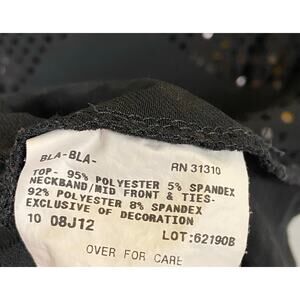 BLA-BLA- RN 31310
TOP- 95% POLYESTER 5% SPANDEX
NECKBAND/MID FRONT & TIES-
92% POLYESTER 8% SPANDEX
EXCLUSIVE OF DECORATION
10 08J12 LOT:62190B
OVER FOR CARE